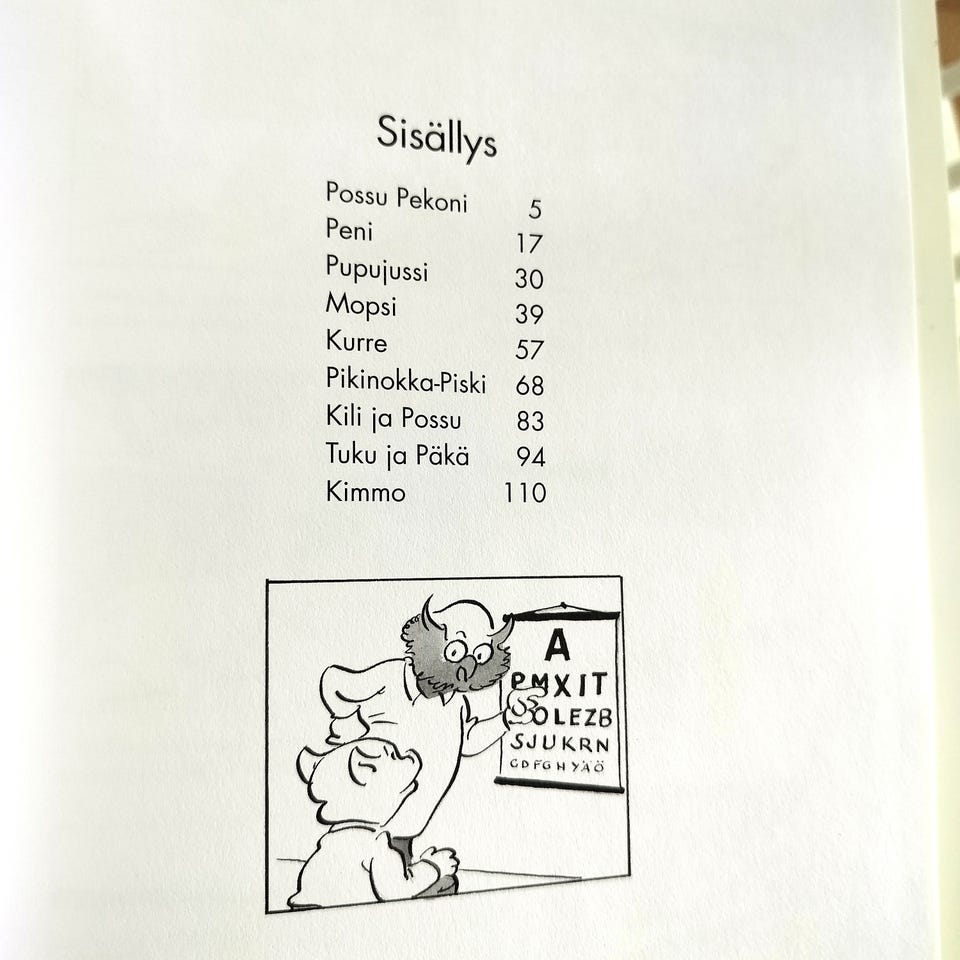 Sisällys
Possu Pekoni 5
Peni 17
Pupujussi 30
Mopsi 39
Kurre 57
Pikinokka-Piski 68
Kili ja Possu 83
Tuku ja Päkä 94
Kimmo 110
A
PMXIT
OLEZB
SJUKRN
CDFGHYÄÖ